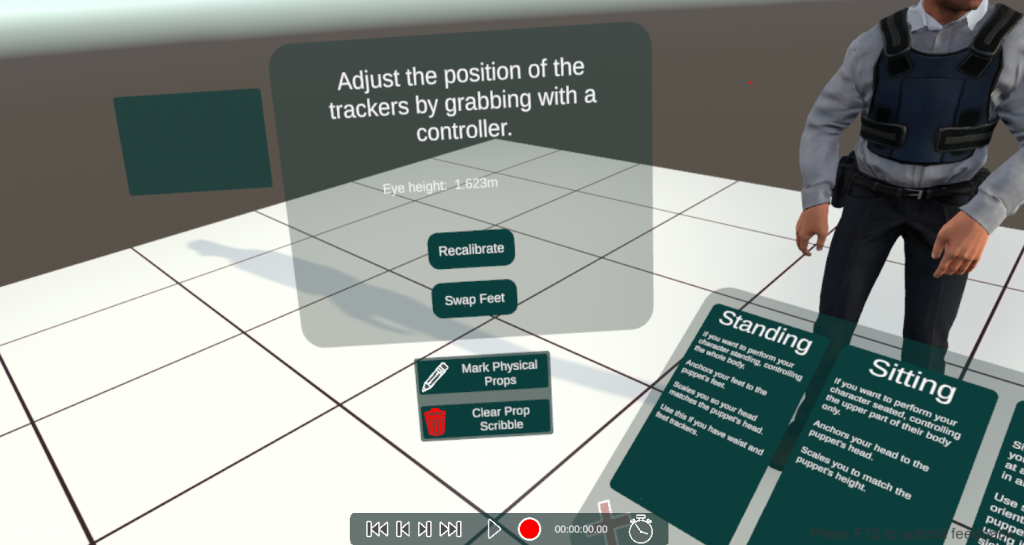 Adjust the position of the
trackers by grabbing with a
controller.
Eye height: 1.623m
Recalibrate
Swap Feet
Mark Physical
Props
Clear Prop
Scribble
Standing
If you want to perform your
character standing, controlling
the whole body.
Anchors your feet to the
puppet's feet.
Scales you so your head
matches the puppet's head.
Use this if you have waist and
feet trackers.
Sitting
If you want to perform your
character seated, controlling
the upper part of their body
only.
Anchors your head to the
puppet's head.
Scales you to match the
puppet's height.
00:00:00.00
Press F12 to submit